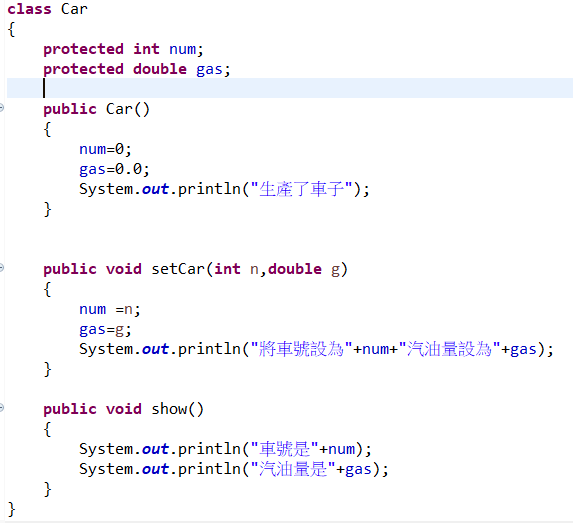 class Car
{
    protected int num;
    protected double gas;
    public Car()
    {
        num=0;
        gas=0.0;
        System.out.println("生產了車子");
    }
    public void setCar(int n,double g)
    {
        num =n;
        gas=g;
        System.out.println("將車號設為"+num+"汽油量設為"+gas);
    }
    public void show()
    {
        System.out.println("車號是"+num);
        System.out.println("汽油量是"+gas);
    }
}